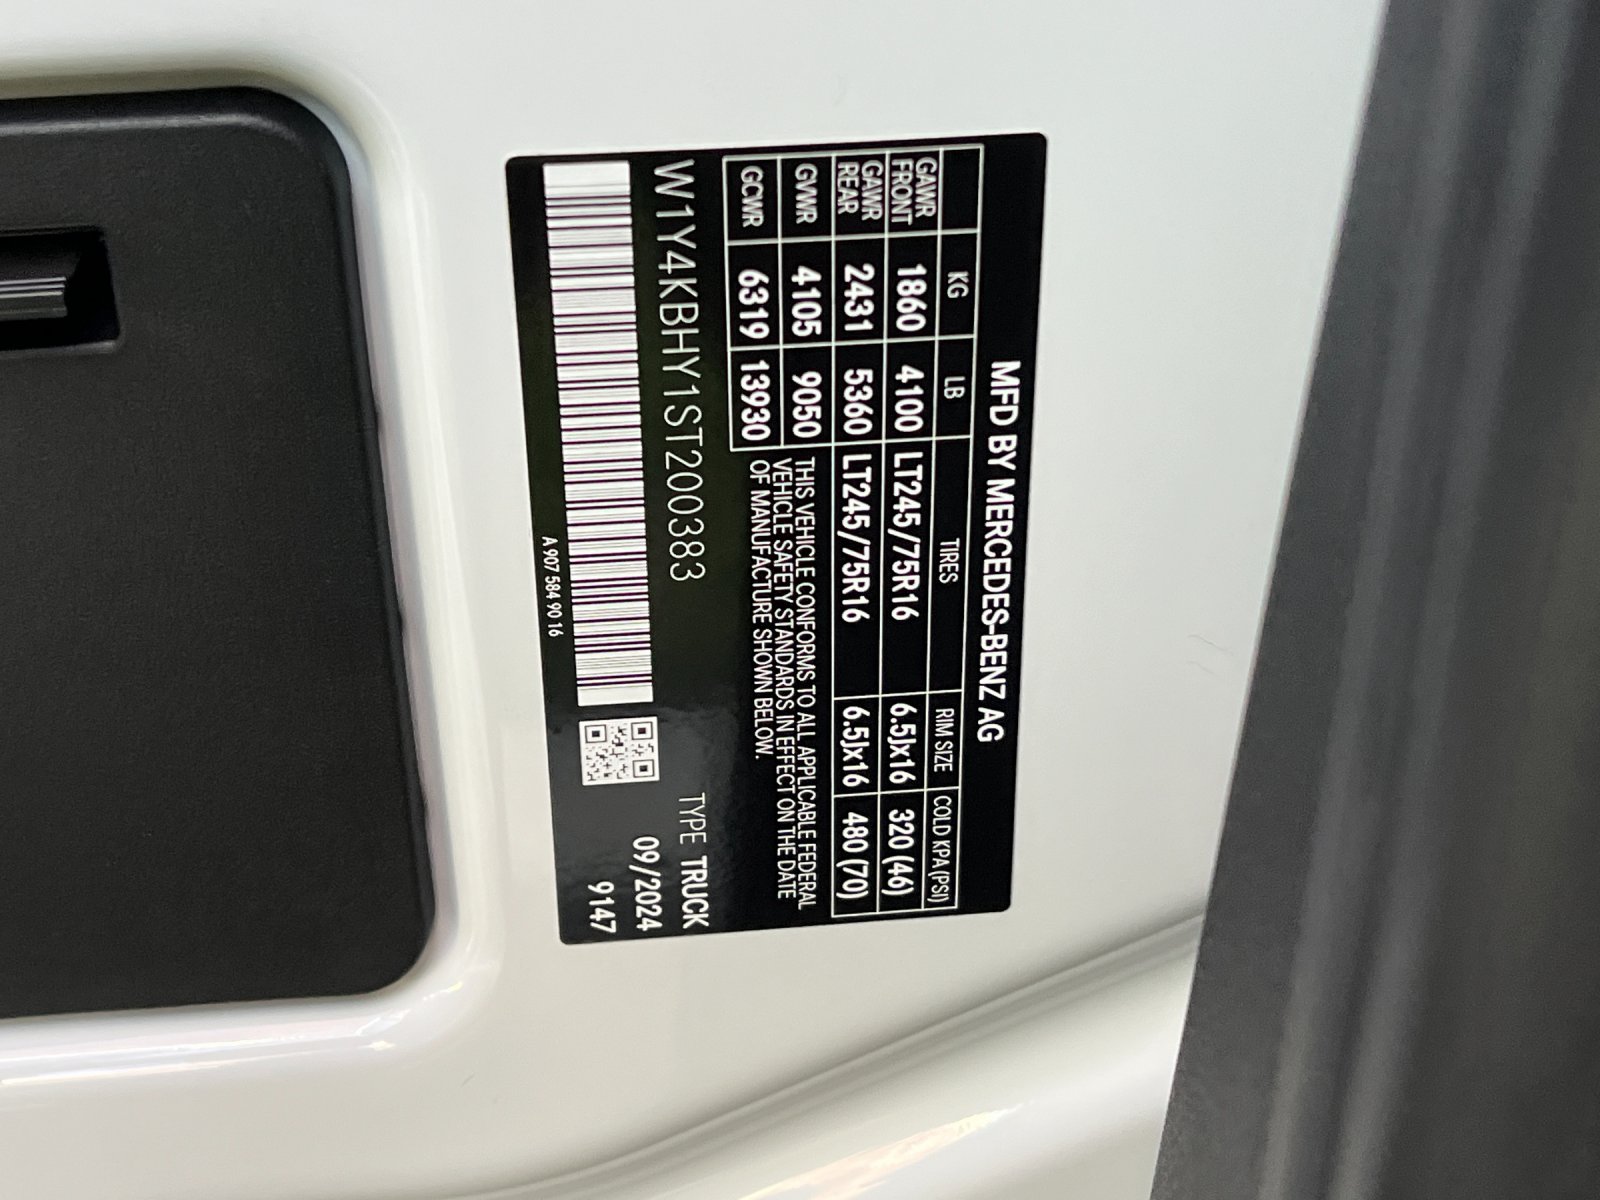 MFD BY MERCEDES-BENZ AG
KG LB TIRES RIM SIZE COLD KPA (PSI)
GAWR FRONT 1860 4100 LT245/75R16 6.5Jx16 320 (46)
GAWR REAR 2431 5360 LT245/75R16 6.5Jx16 480 (70)
GVWR 4105 9050
GCWR 6319 13930
THIS VEHICLE CONFORMS TO ALL APPLICABLE FEDERAL
VEHICLE SAFETY STANDARDS IN EFFECT ON THE DATE
OF MANUFACTURE SHOWN BELOW.
W1Y4KBHY1ST200383
TYPE TRUCK
09/2024
9147
A 907 584 90 16